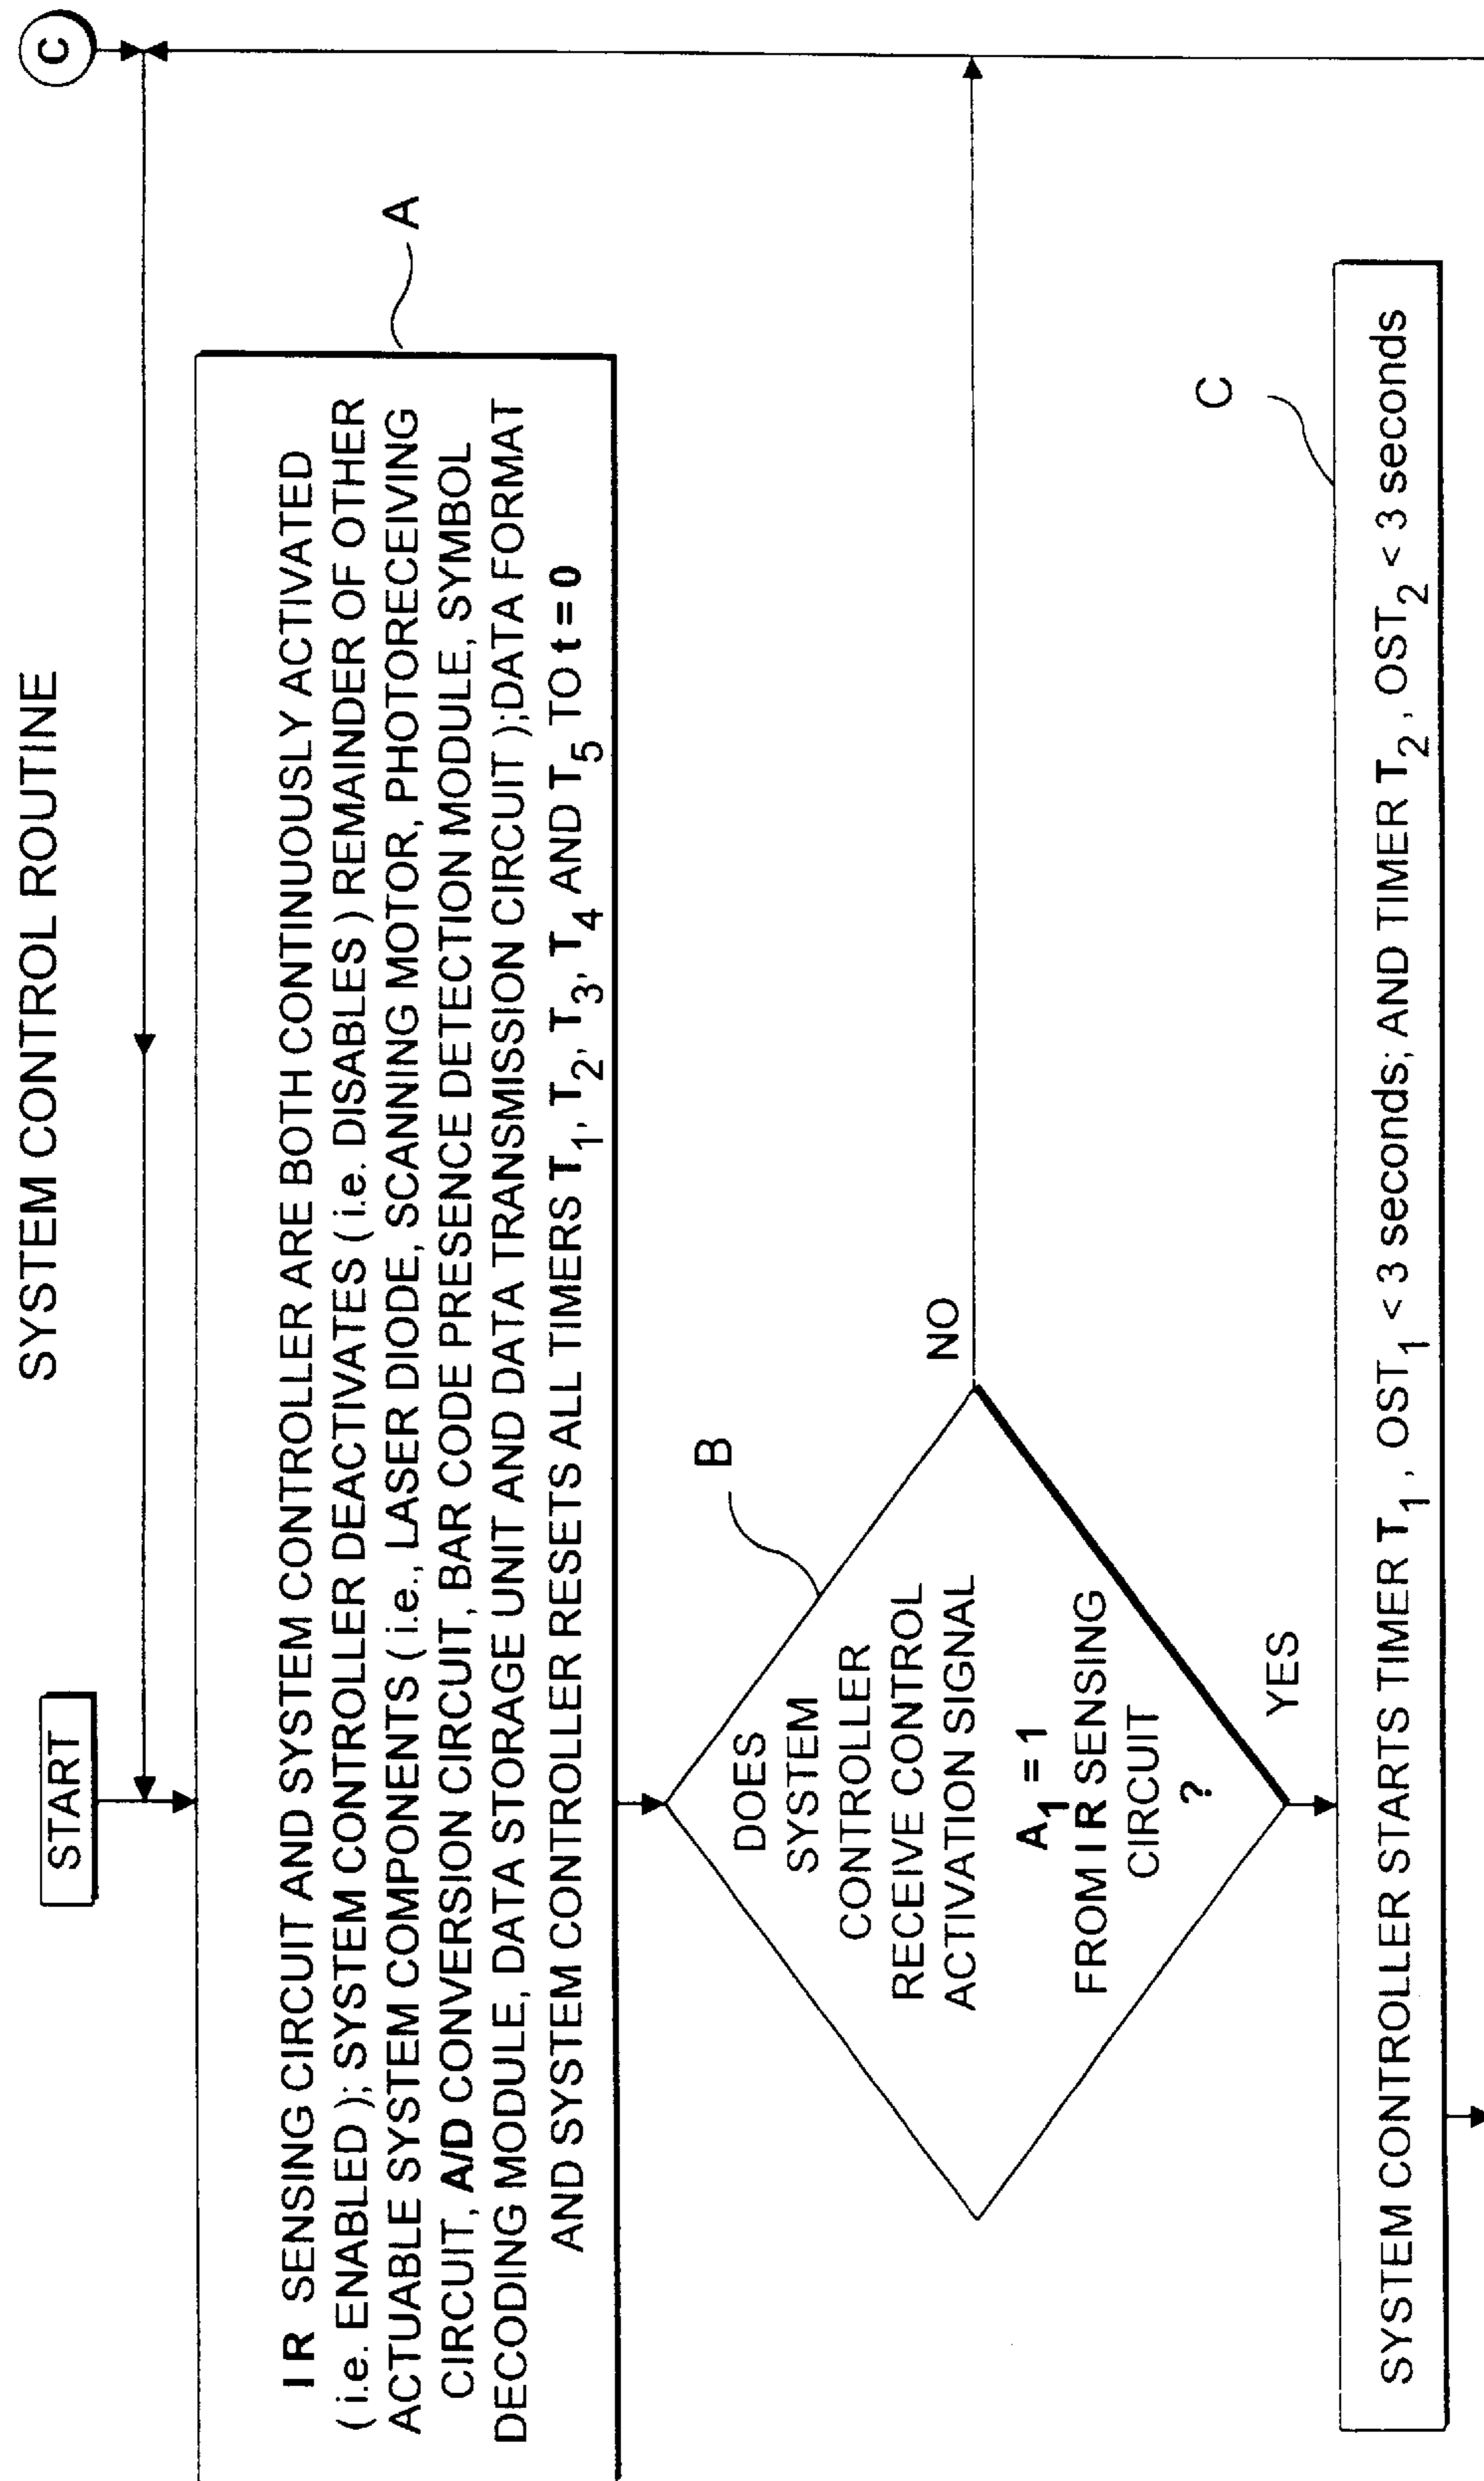 SYSTEM CONTROL ROUTINE
START
C
IR SENSING CIRCUIT AND SYSTEM CONTROLLER ARE BOTH CONTINUOUSLY ACTIVATED
( i.e. ENABLED ); SYSTEM CONTROLLER DEACTIVATES ( i.e. DISABLES ) REMAINDER OF OTHER
ACTUABLE SYSTEM COMPONENTS ( i.e., LASER DIODE, SCANNING MOTOR, PHOTORECEIVING
CIRCUIT, A/D CONVERSION CIRCUIT, BAR CODE PRESENCE DETECTION MODULE, SYMBOL
DECODING MODULE, DATA STORAGE UNIT AND DATA TRANSMISSION CIRCUIT );DATA FORMAT
AND SYSTEM CONTROLLER RESETS ALL TIMERS T1, T2, T3, T4 AND T5 TO t = 0
A
DOES
SYSTEM
CONTROLLER
RECEIVE CONTROL
ACTIVATION SIGNAL
A1 = 1
FROM IR SENSING
CIRCUIT
?
B
NO
YES
SYSTEM CONTROLLER STARTS TIMER T1 , OST1 < 3 seconds; AND TIMER T2 , OST2 < 3 seconds
C